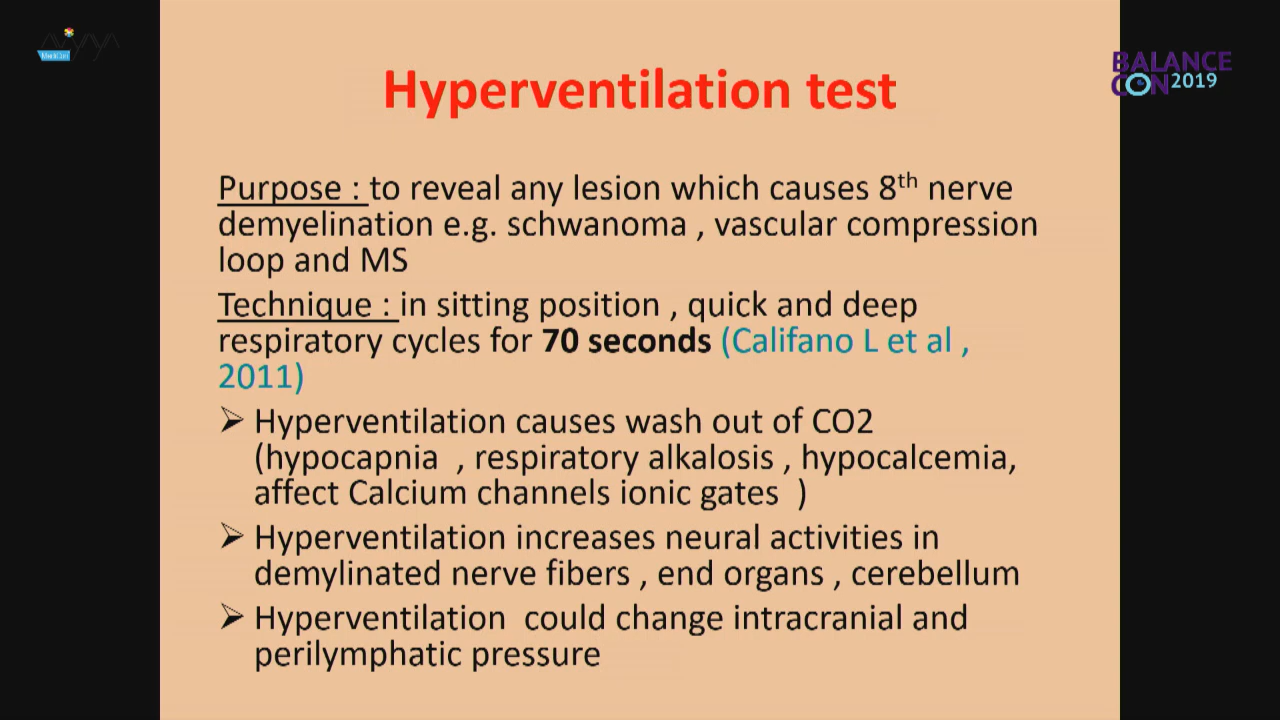 MediCon
BALANCE
CON 2019
Hyperventilation test
Purpose : to reveal any lesion which causes 8th nerve
demyelination e.g. schwanoma , vascular compression
loop and MS
Technique : in sitting position , quick and deep
respiratory cycles for 70 seconds (Califano L et al ,
2011)
➢ Hyperventilation causes wash out of CO2
(hypocapnia , respiratory alkalosis , hypocalcemia,
affect Calcium channels ionic gates )
➢ Hyperventilation increases neural activities in
demylinated nerve fibers , end organs , cerebellum
➢ Hyperventilation could change intracranial and
perilymphatic pressure